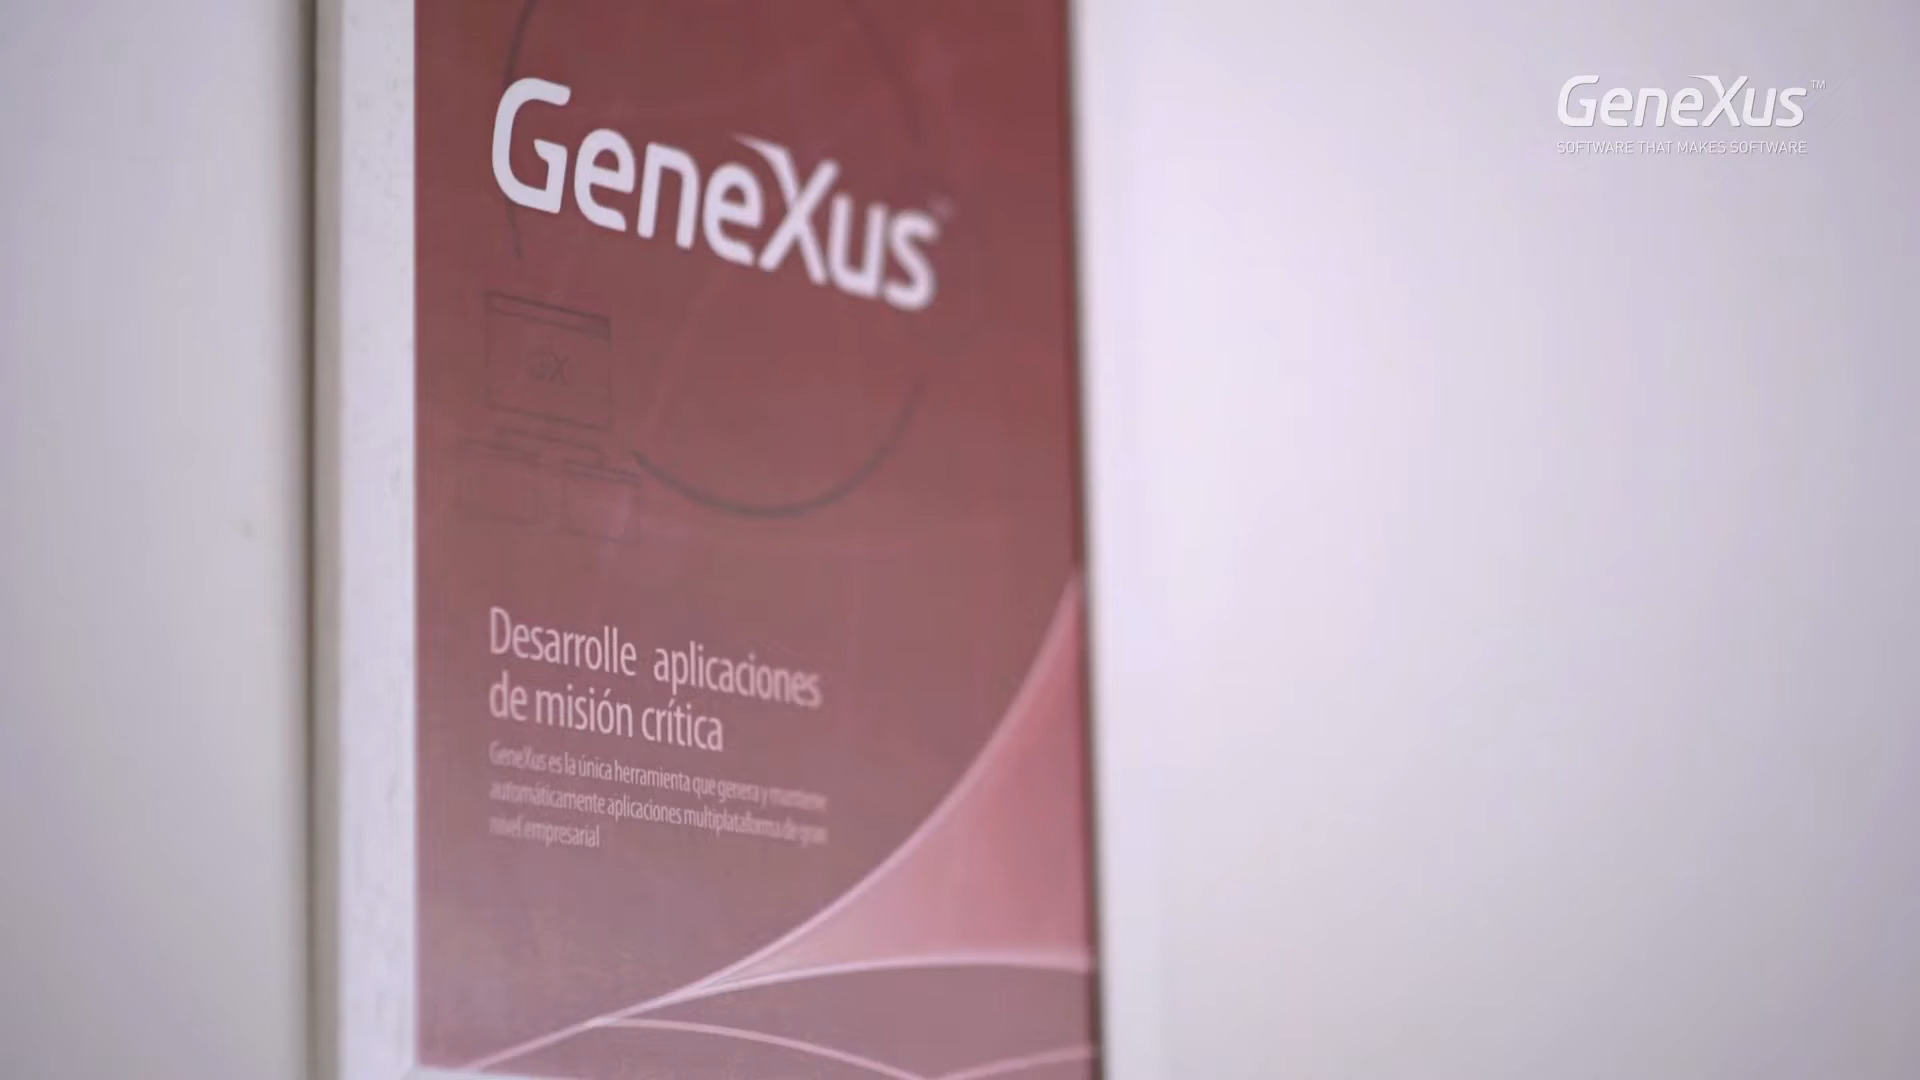 GeneXus
GeneXus™
SOFTWARE THAT MAKES SOFTWARE
GX
Desarrolle aplicaciones
de misión crítica
GeneXus es la única herramienta que genera y mantiene
automáticamente aplicaciones multiplataforma de gran
nivel empresarial